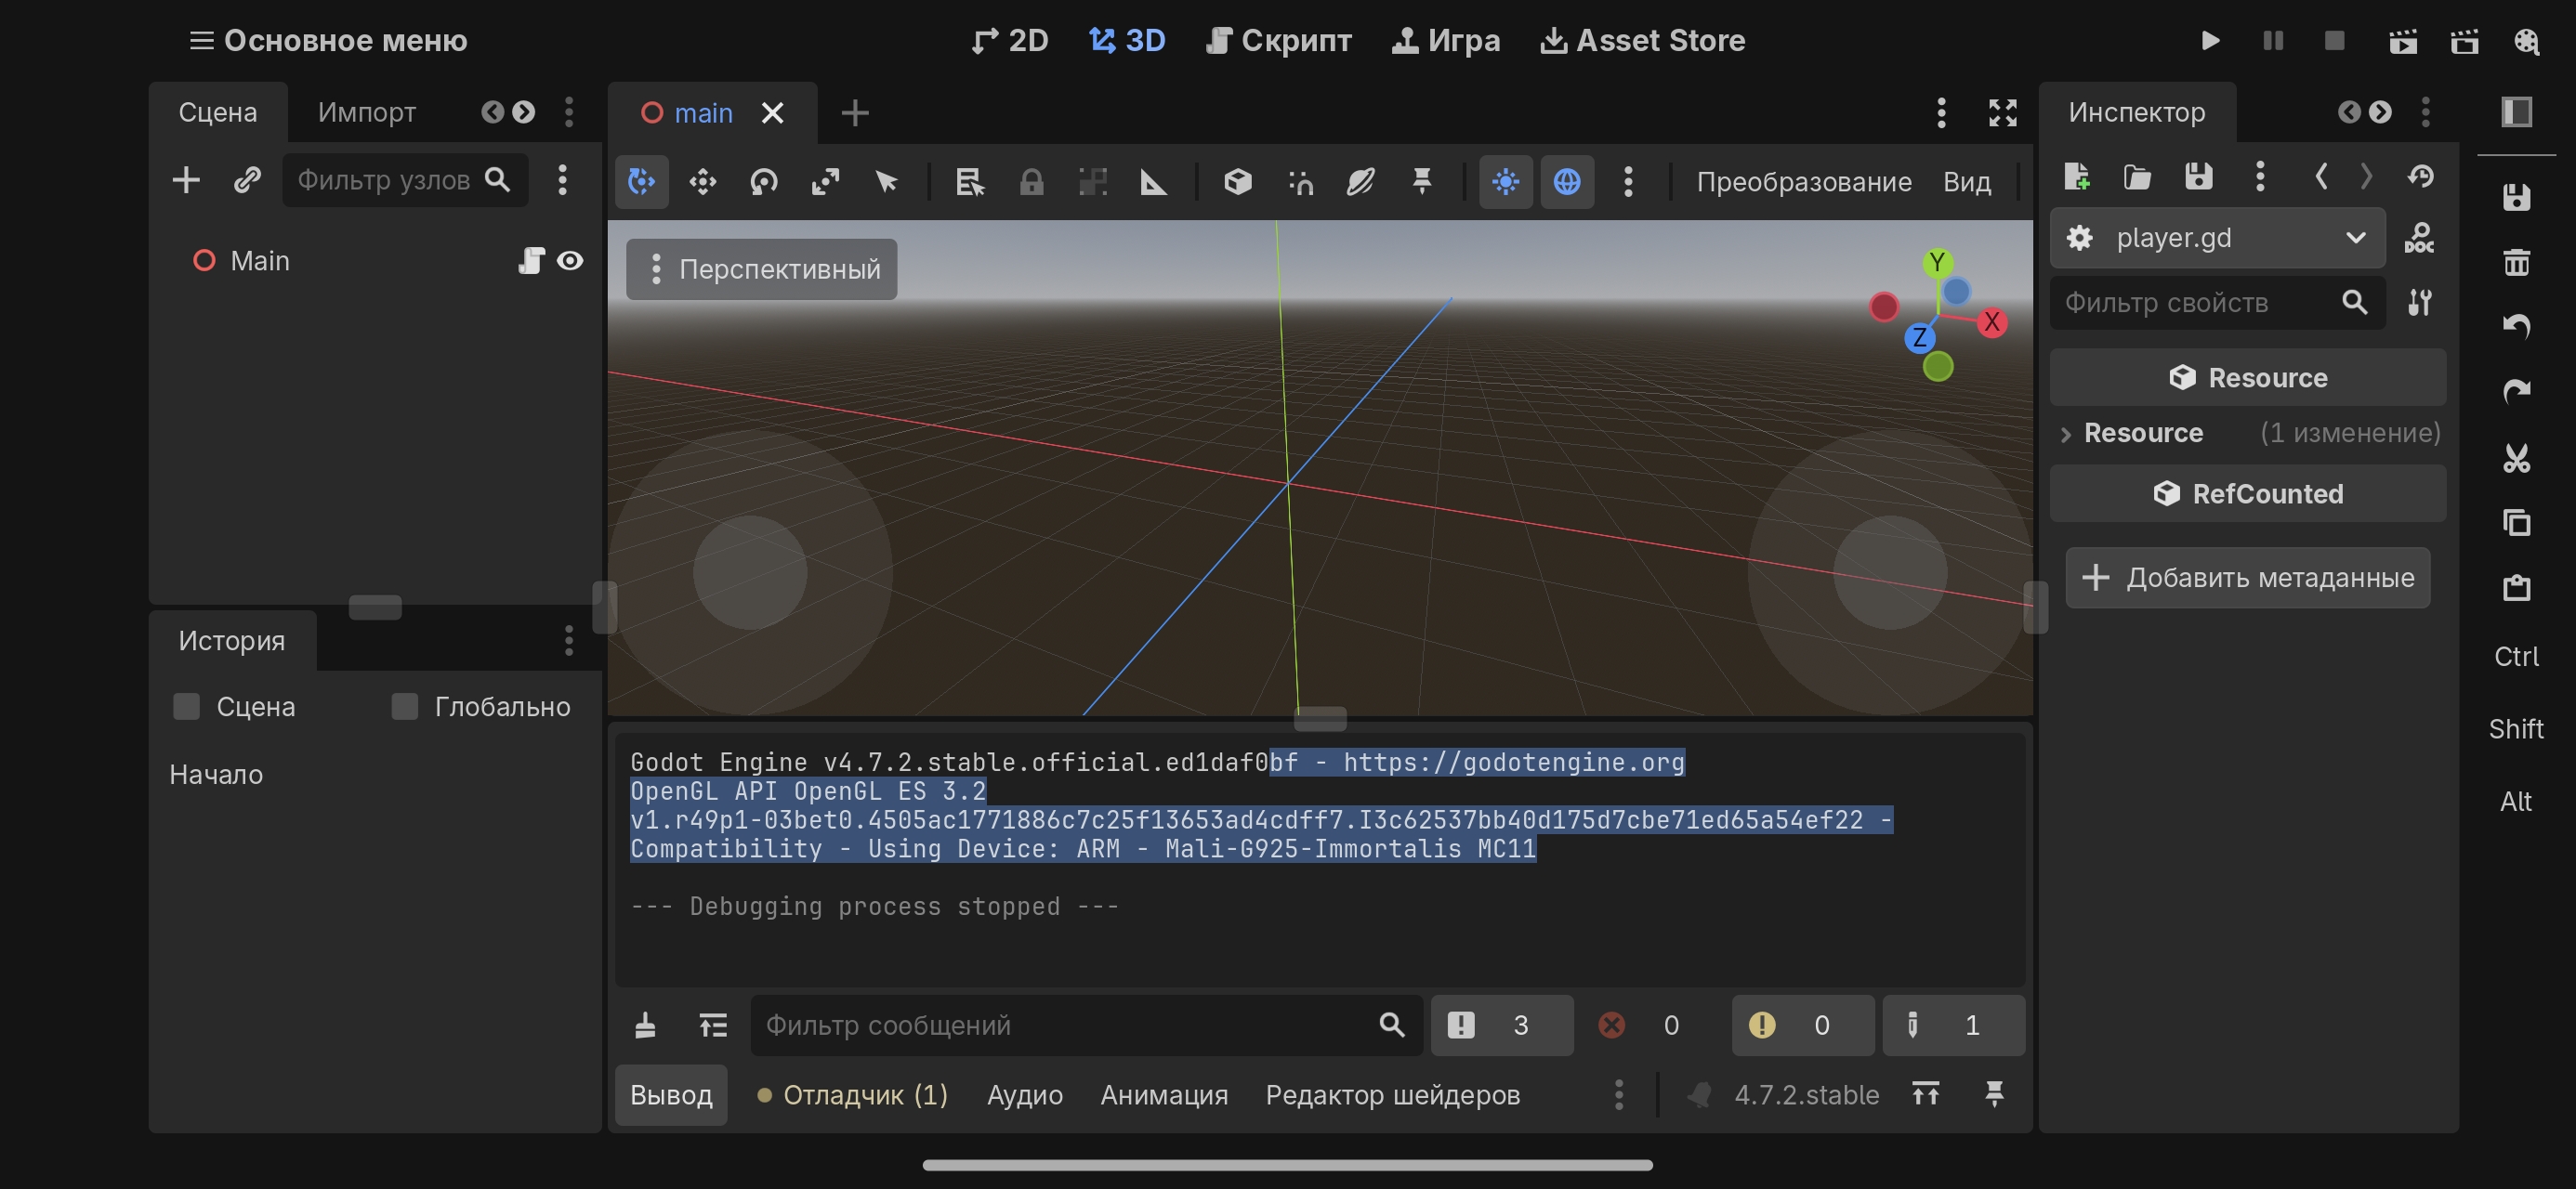 Основное меню
2D 3D Скрипт Игра Asset Store
Сцена Импорт
main
Инспектор
Фильтр узлов
Преобразование Вид
player.gd
DOC
Main
Перспективный
Y
X
Z
Фильтр свойств
Resource
Resource (1 изменение)
RefCounted
Добавить метаданные
История
Сцена Глобально
Начало
Ctrl
Shift
Alt
Godot Engine v4.7.2.stable.official.ed1daf0bf - https://godotengine.org
OpenGL API OpenGL ES 3.2
v1.r49p1-03bet0.4505ac1771886c7c25f13653ad4cdff7.I3c62537bb40d175d7cbe71ed65a54ef22 -
Compatibility - Using Device: ARM - Mali-G925-Immortalis MC11
--- Debugging process stopped ---
Фильтр сообщений 3 0 0 1
Вывод Отладчик (1) Аудио Анимация Редактор шейдеров 4.7.2.stable